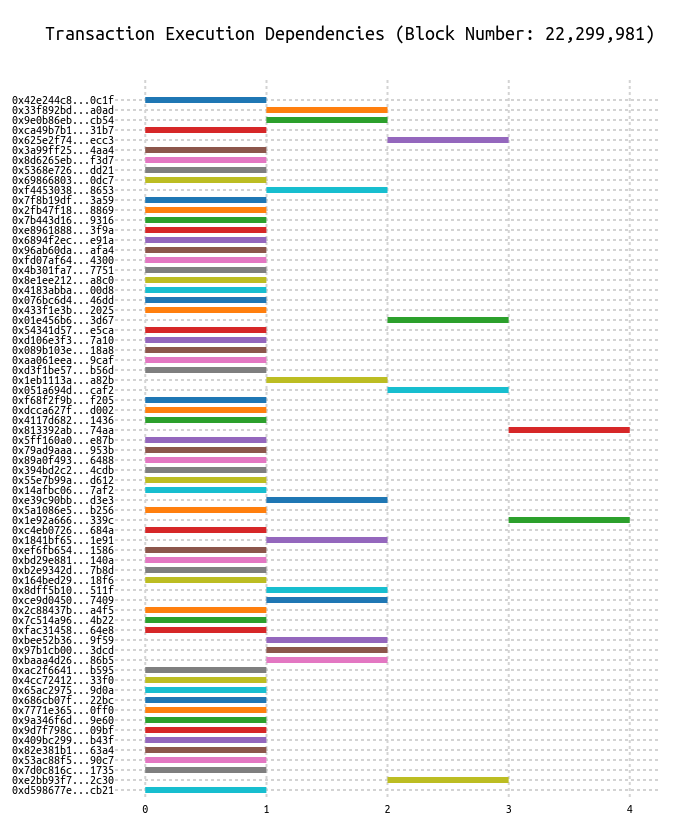 Transaction Execution Dependencies (Block Number: 22,299,981)
0x42e244c8...0c1f
0x33f892bd...a0ad
0x9e0b86eb...cb54
0xca49b7b1...31b7
0x625e2f74...ecc3
0x3a99ff25...4aa4
0x8d6265eb...f3d7
0x5368e726...dd21
0x69866803...0dc7
0xf4453038...8653
0x7f8b19df...3a59
0x2fb47f18...8869
0x7b443d16...9316
0xe8961888...3f9a
0x6894f2ec...e91a
0x96ab60da...afa4
0xfd07af64...4300
0x4b301fa7...7751
0x8e1ee212...a8c0
0x4183abba...00d8
0x076bc6d4...46dd
0x433f1e3b...2025
0x01e456b6...3d67
0x54341d57...e5ca
0xd106e3f3...7a10
0x089b103e...18a8
0xaa061eea...9caf
0xd3f1be57...b56d
0x1eb1113a...a82b
0x051a694d...caf2
0xf68f2f9b...f205
0xdcca627f...d002
0x4117d682...1436
0x813392ab...74aa
0x5ff160a0...e87b
0x79ad9aaa...953b
0x89a0f493...6488
0x394bd2c2...4cdb
0x55e7b99a...d612
0x14afbc06...7af2
0xe39c90bb...d3e3
0x5a1086e5...b256
0x1e92a666...339c
0xc4eb0726...684a
0x1841bf65...1e91
0xef6fb654...1586
0xbd29e881...140a
0xb2e9342d...7b8d
0x164bed29...18f6
0x8dff5b10...511f
0xce9d0450...7409
0x2c88437b...a4f5
0x7c514a96...4b22
0xfac31458...64e8
0xbee52b36...9f59
0x97b1cb00...3dcd
0xbaaa4d26...86b5
0xac2f6641...b595
0x4cc72412...33f0
0x65ac2975...9d0a
0x686cb07f...22bc
0x7771e365...0ff0
0x9a346f6d...9e60
0x9d7f798c...09bf
0x409bc299...b43f
0x82e381b1...63a4
0x53ac88f5...90c7
0x7d0c816c...1735
0xe2bb93f7...2c30
0xd598677e...cb21
0 1 2 3 4